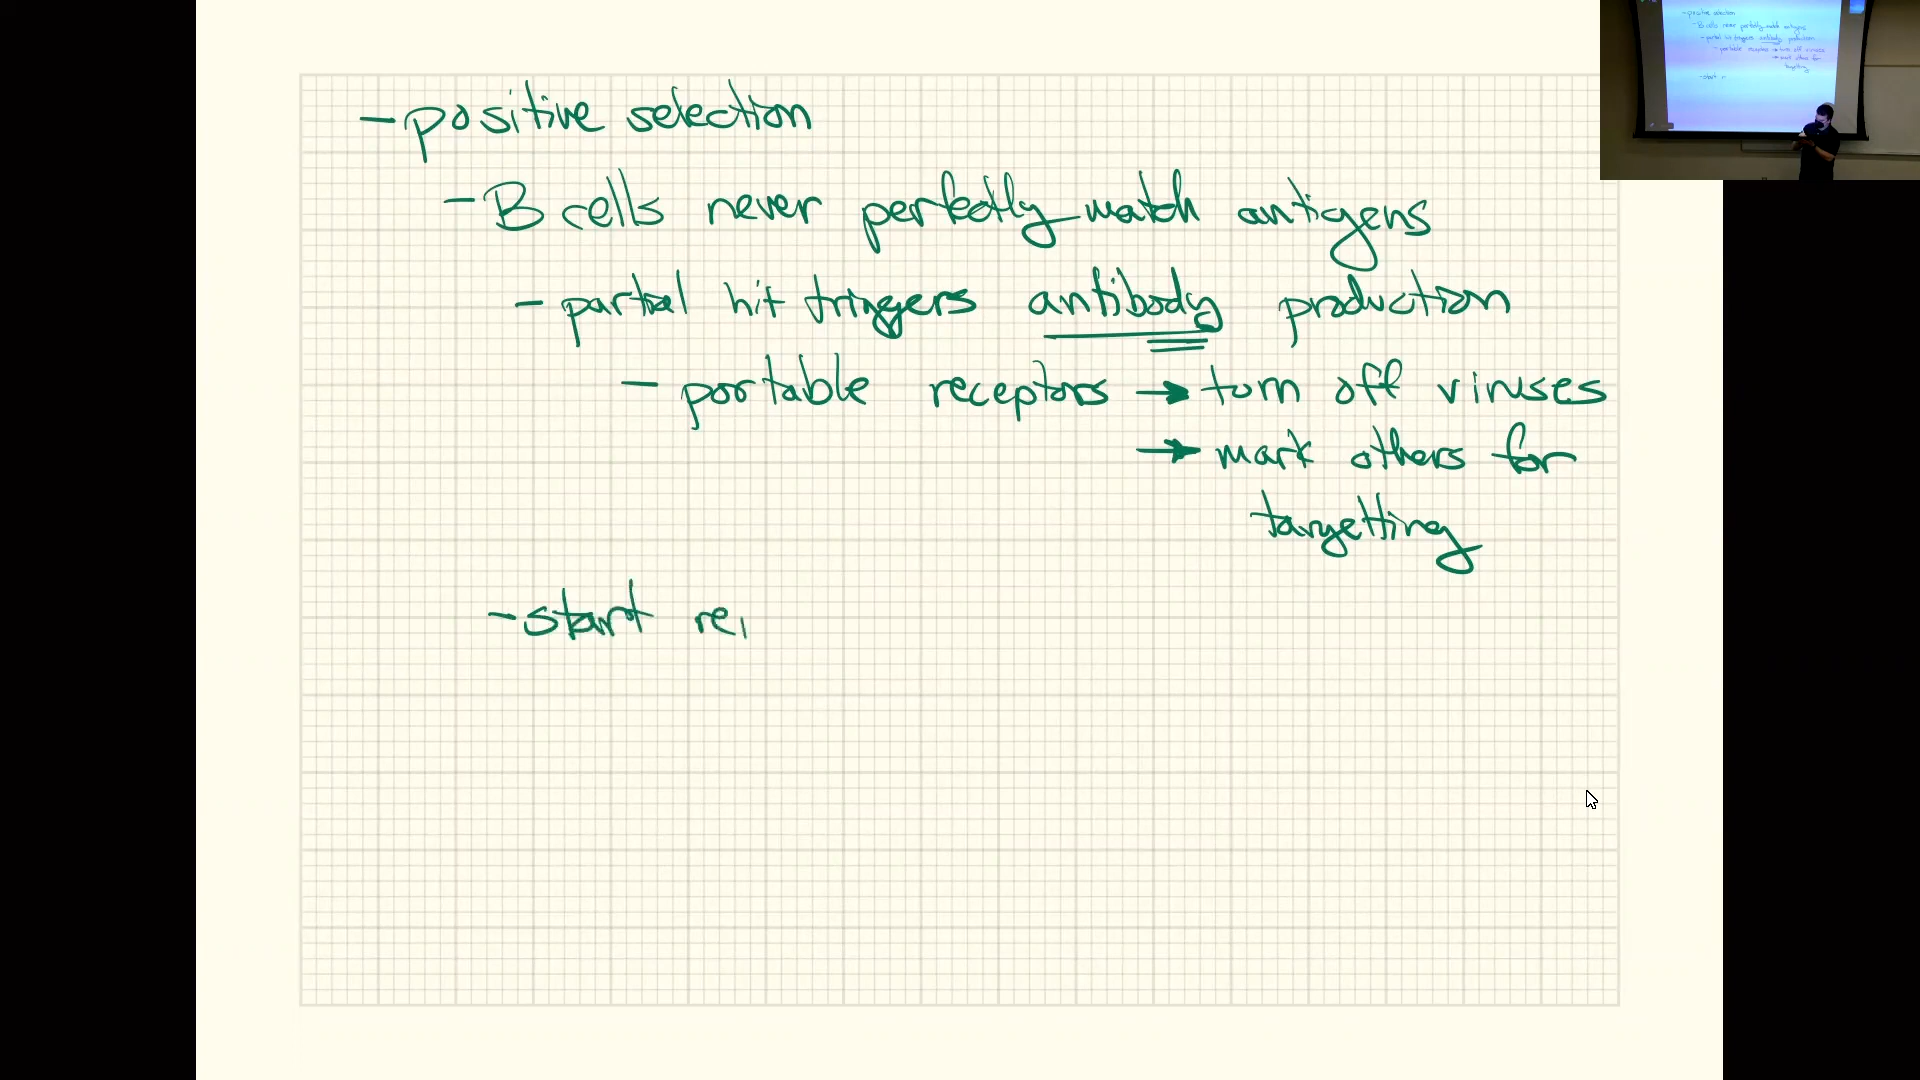 - positive selection
- B cells never perfectly match antigens
- partial hit triggers antibody production
- portable receptors → turn off viruses
→ mark others for
targetting
- start re